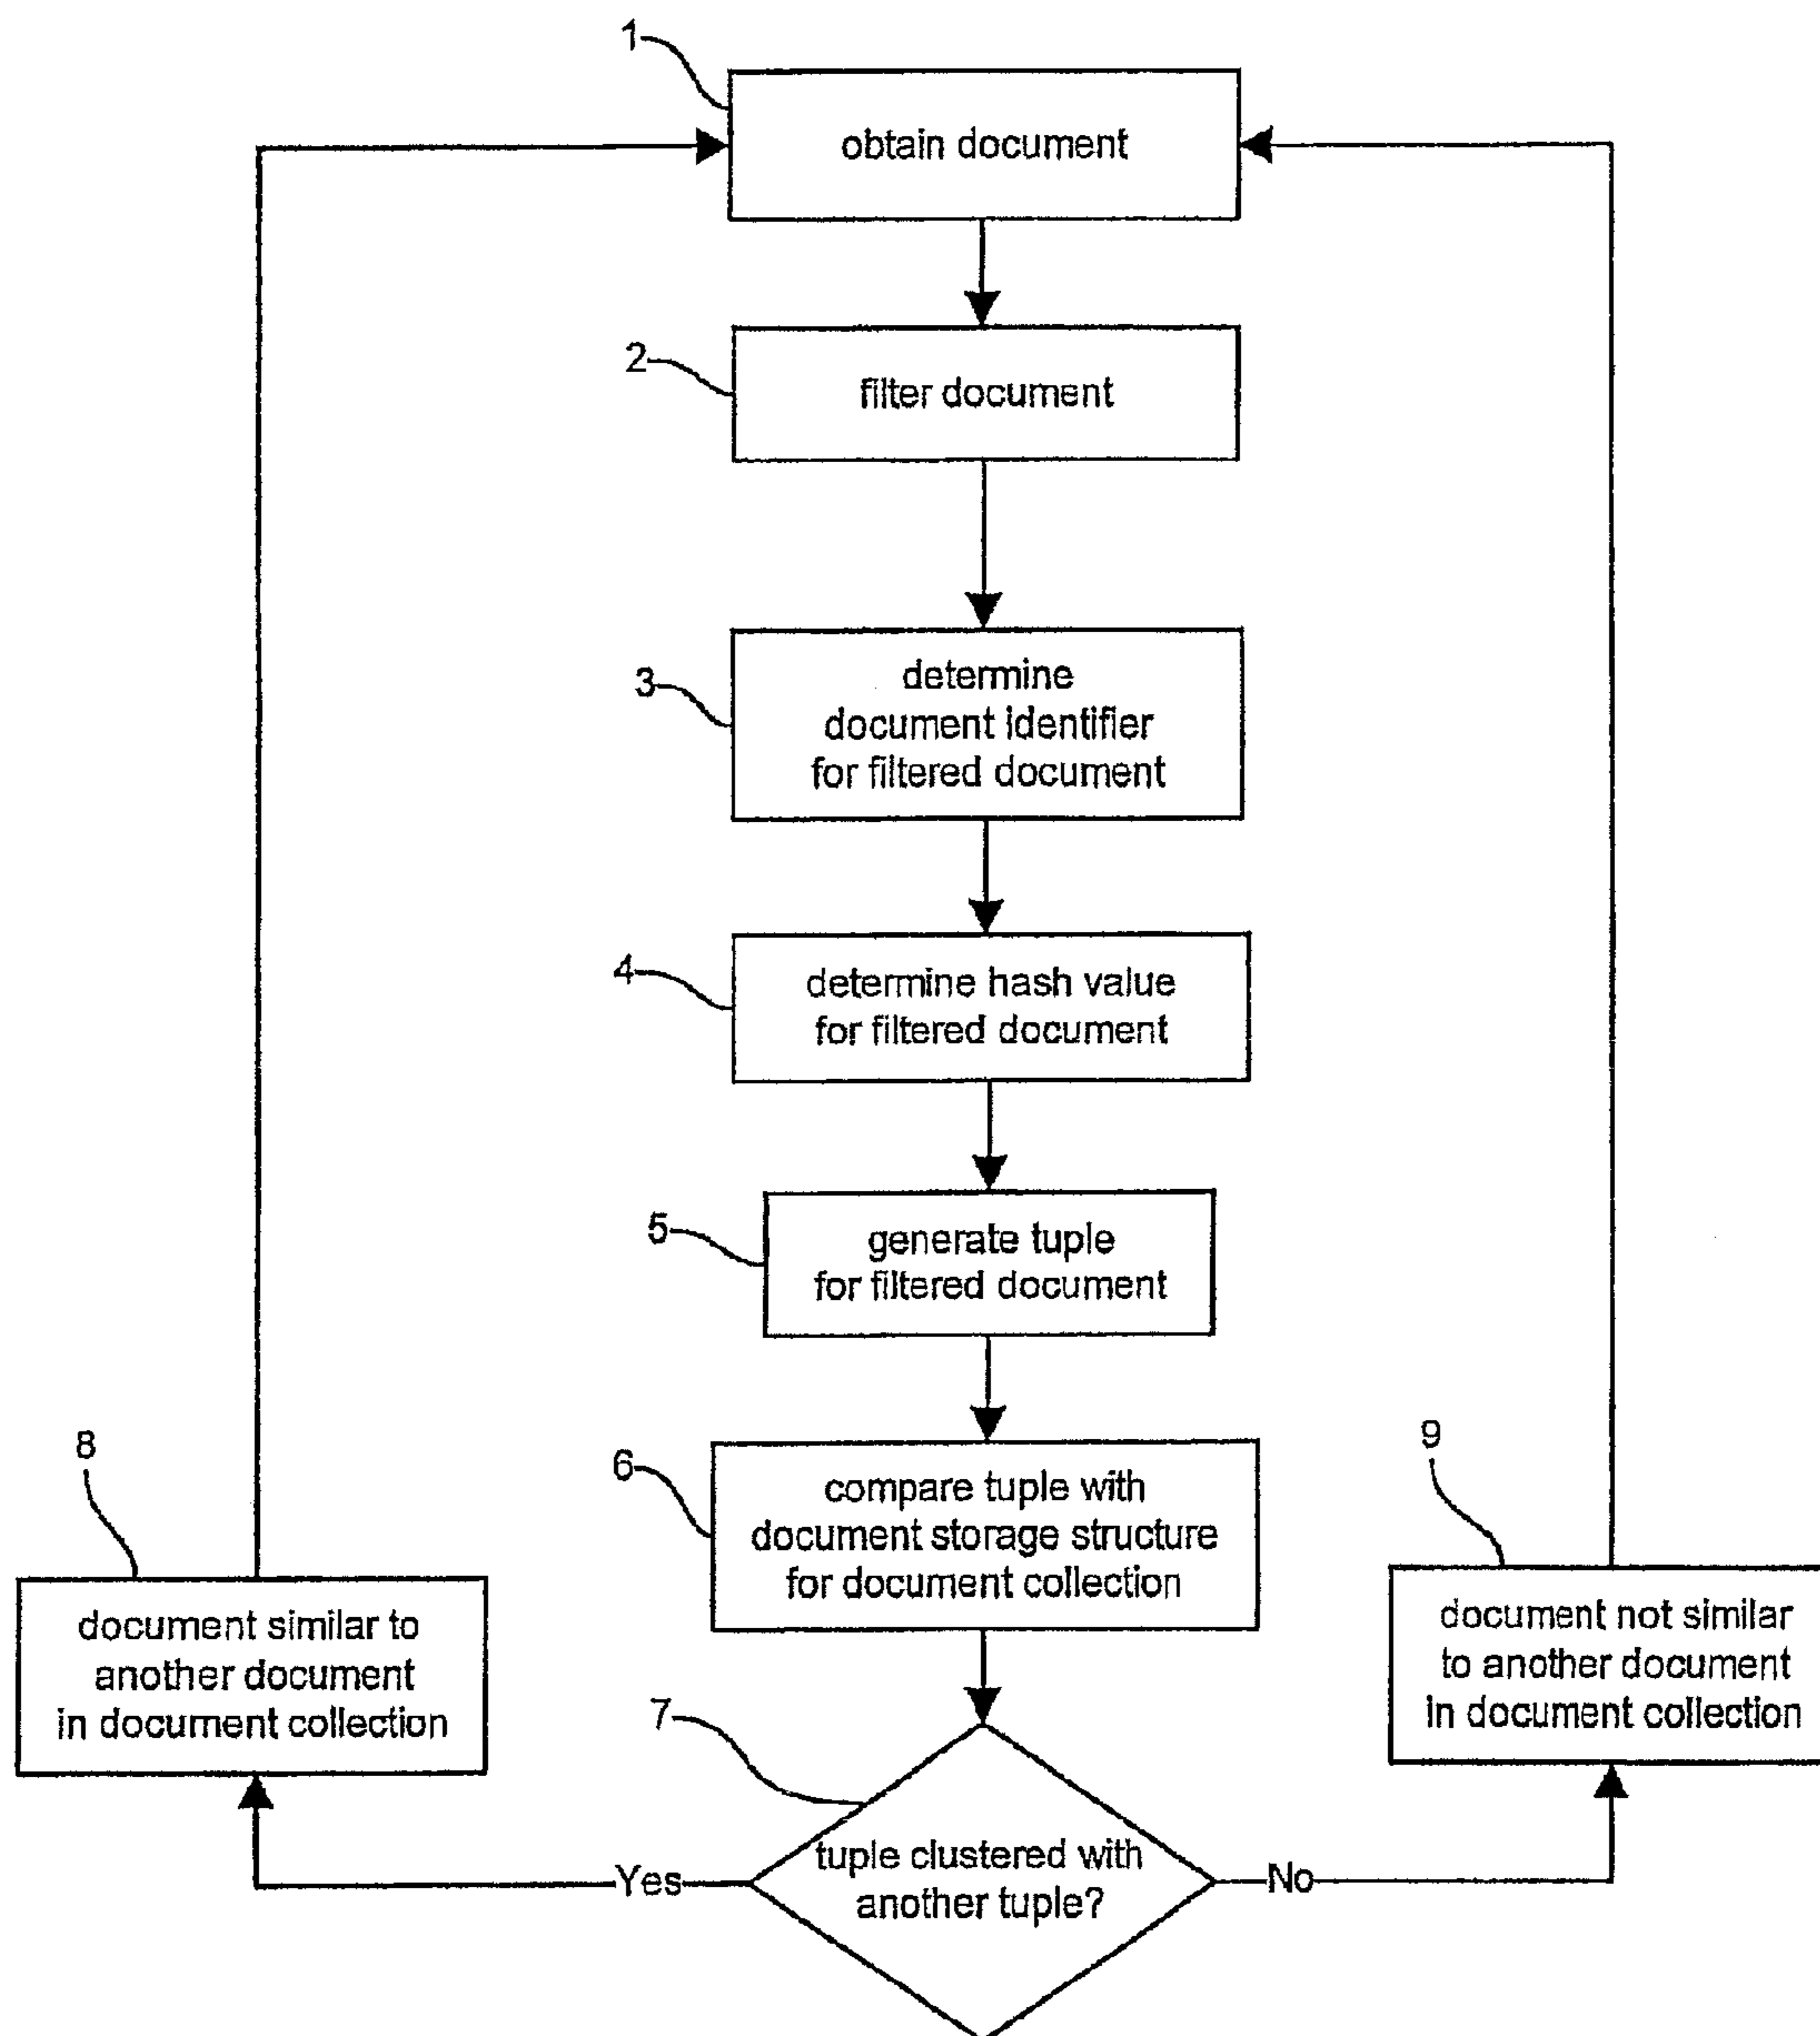 1
obtain document
2
filter document
3
determine
document identifier
for filtered document
4
determine hash value
for filtered document
5
generate tuple
for filtered document
6
compare tuple with
document storage structure
for document collection
8
document similar to
another document
in document collection
9
document not similar
to another document
in document collection
7
tuple clustered with
another tuple?
Yes
No